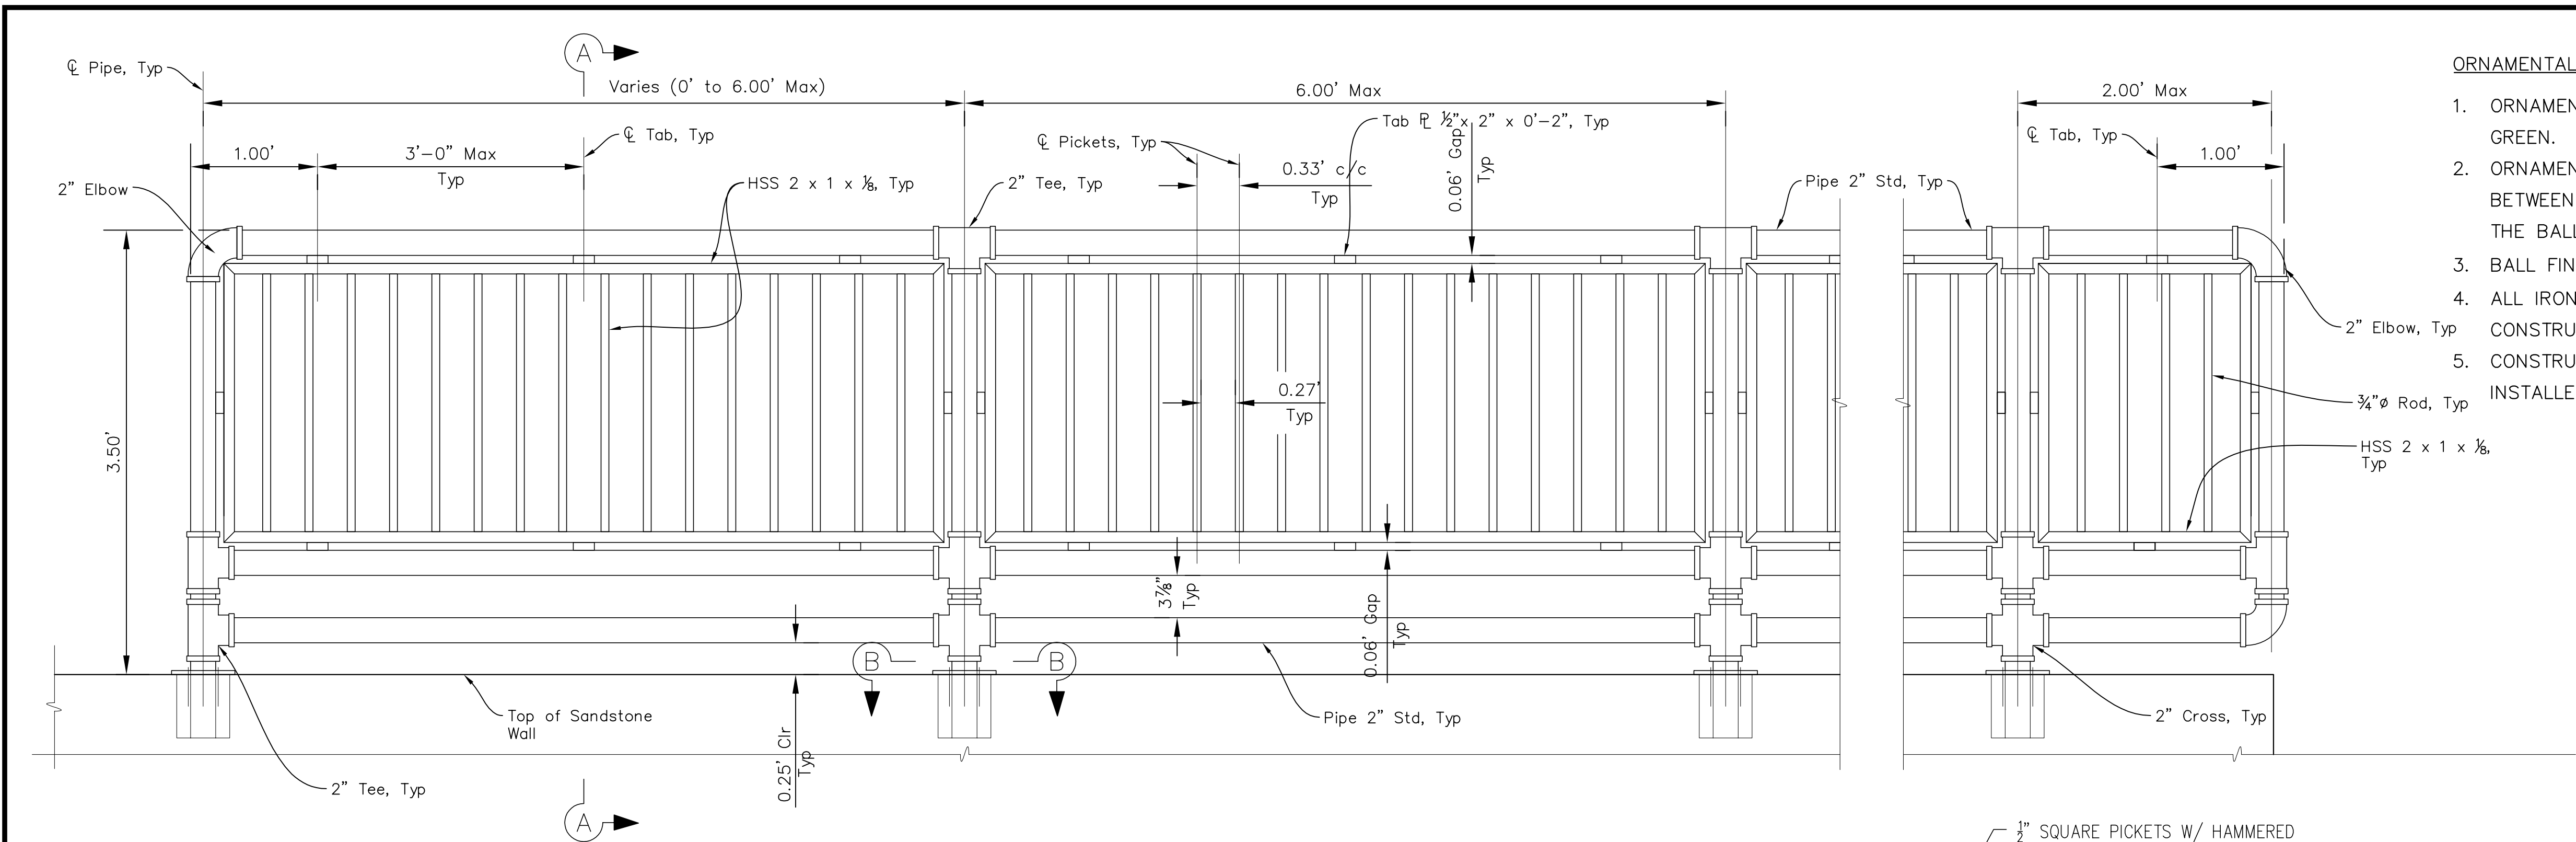 A
℄ Pipe, Typ
Varies (0' to 6.00' Max)
6.00' Max
2.00' Max
℄ Tab, Typ
1.00'
3'-0" Max
Typ
2" Elbow
HSS 2 x 1 x ⅛, Typ
2" Tee, Typ
℄ Pickets, Typ
0.33' c/c
Typ
Tab ℄ ½" x 2" x 0'-2", Typ
0.06' Gap
Typ
Pipe 2" Std, Typ
℄ Tab, Typ
1.00'
2" Elbow, Typ
3.50'
0.27'
Typ
¾"ø Rod, Typ
HSS 2 x 1 x ⅛,
Typ
3⅞"
Typ
0.06' Gap
Typ
B
B
Top of Sandstone
Wall
0.25' Clr
Typ
Pipe 2" Std, Typ
2" Cross, Typ
2" Tee, Typ
A
ORNAMENTAL
1. ORNAMEN
GREEN.
2. ORNAMEN
BETWEEN
THE BALL
3. BALL FIN
4. ALL IRON
CONSTRU
5. CONSTRU
INSTALLE
½" SQUARE PICKETS W/ HAMMERED